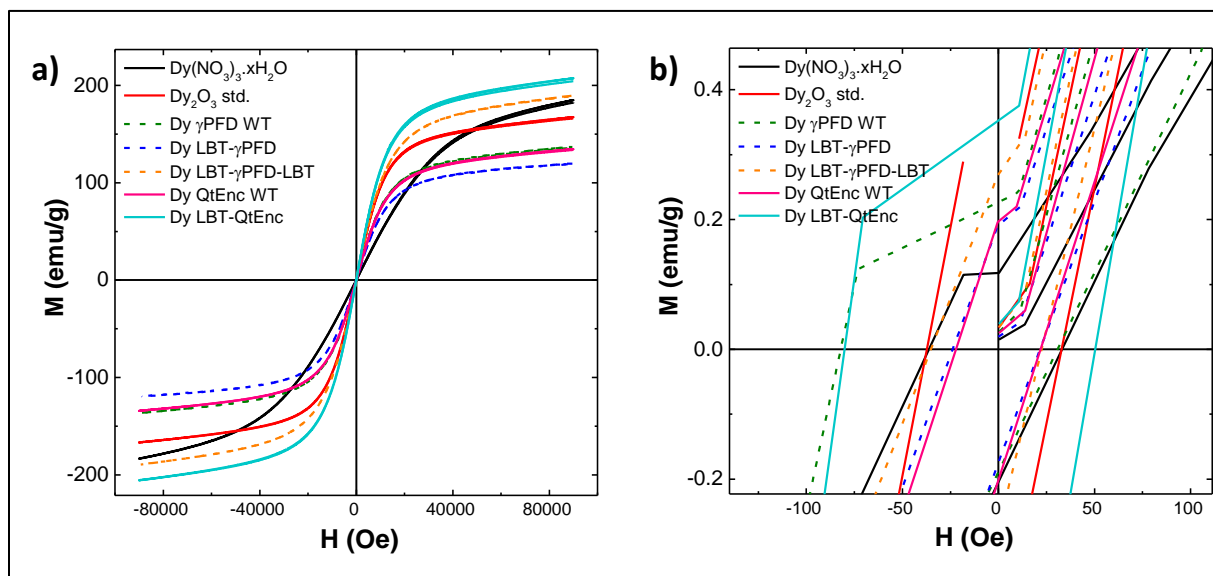 a)
Dy(NO₃)₃.xH₂O
Dy₂O₃ std.
Dy γPFD WT
Dy LBT-γPFD
Dy LBT-γPFD-LBT
Dy QtEnc WT
Dy LBT-QtEnc
200
100
0
-100
-200
M (emu/g)
-80000 -40000 0 40000 80000
H (Oe)
b)
Dy(NO₃)₃.xH₂O
Dy₂O₃ std.
Dy γPFD WT
Dy LBT-γPFD
Dy LBT-γPFD-LBT
Dy QtEnc WT
Dy LBT-QtEnc
0.4
0.2
0.0
-0.2
M (emu/g)
-100 -50 0 50 100
H (Oe)